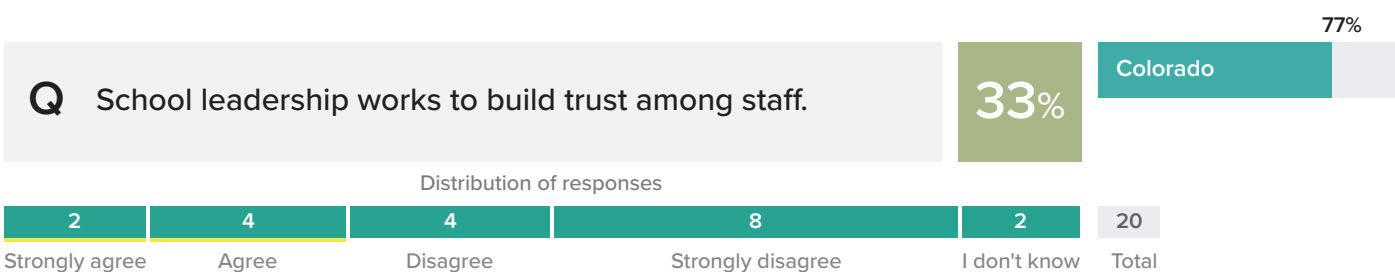 77%
Q School leadership works to build trust among staff. 33% Colorado
Distribution of responses
2 4 4 8 2 20
Strongly agree Agree Disagree Strongly disagree I don't know Total